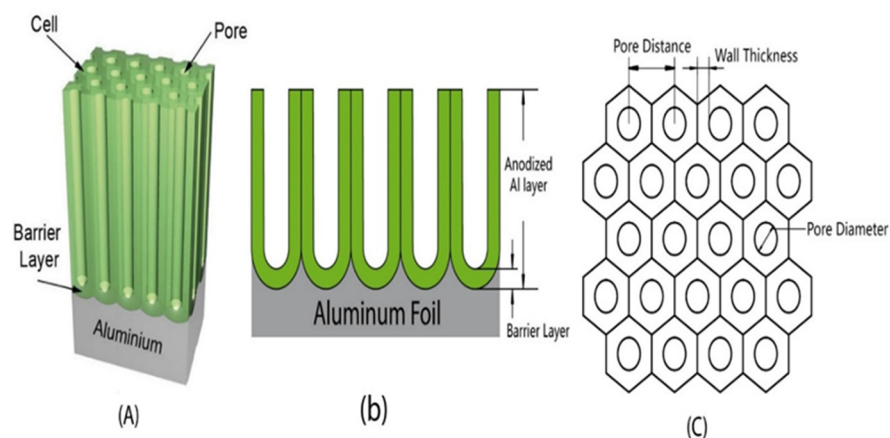 Cell
Pore
Barrier
Layer
Aluminium
(A)
Anodized
Al layer
Aluminum Foil
Barrier Layer
(b)
Pore Distance
Wall Thickness
Pore Diameter
(C)